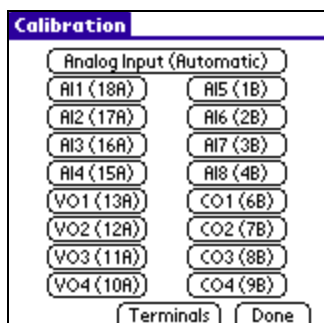 Calibration
Analog Input (Automatic)
AI1 (18A) AI5 (1B)
AI2 (17A) AI6 (2B)
AI3 (16A) AI7 (3B)
AI4 (15A) AI8 (4B)
VO1 (13A) CO1 (6B)
VO2 (12A) CO2 (7B)
VO3 (11A) CO3 (8B)
VO4 (10A) CO4 (9B)
Terminals Done